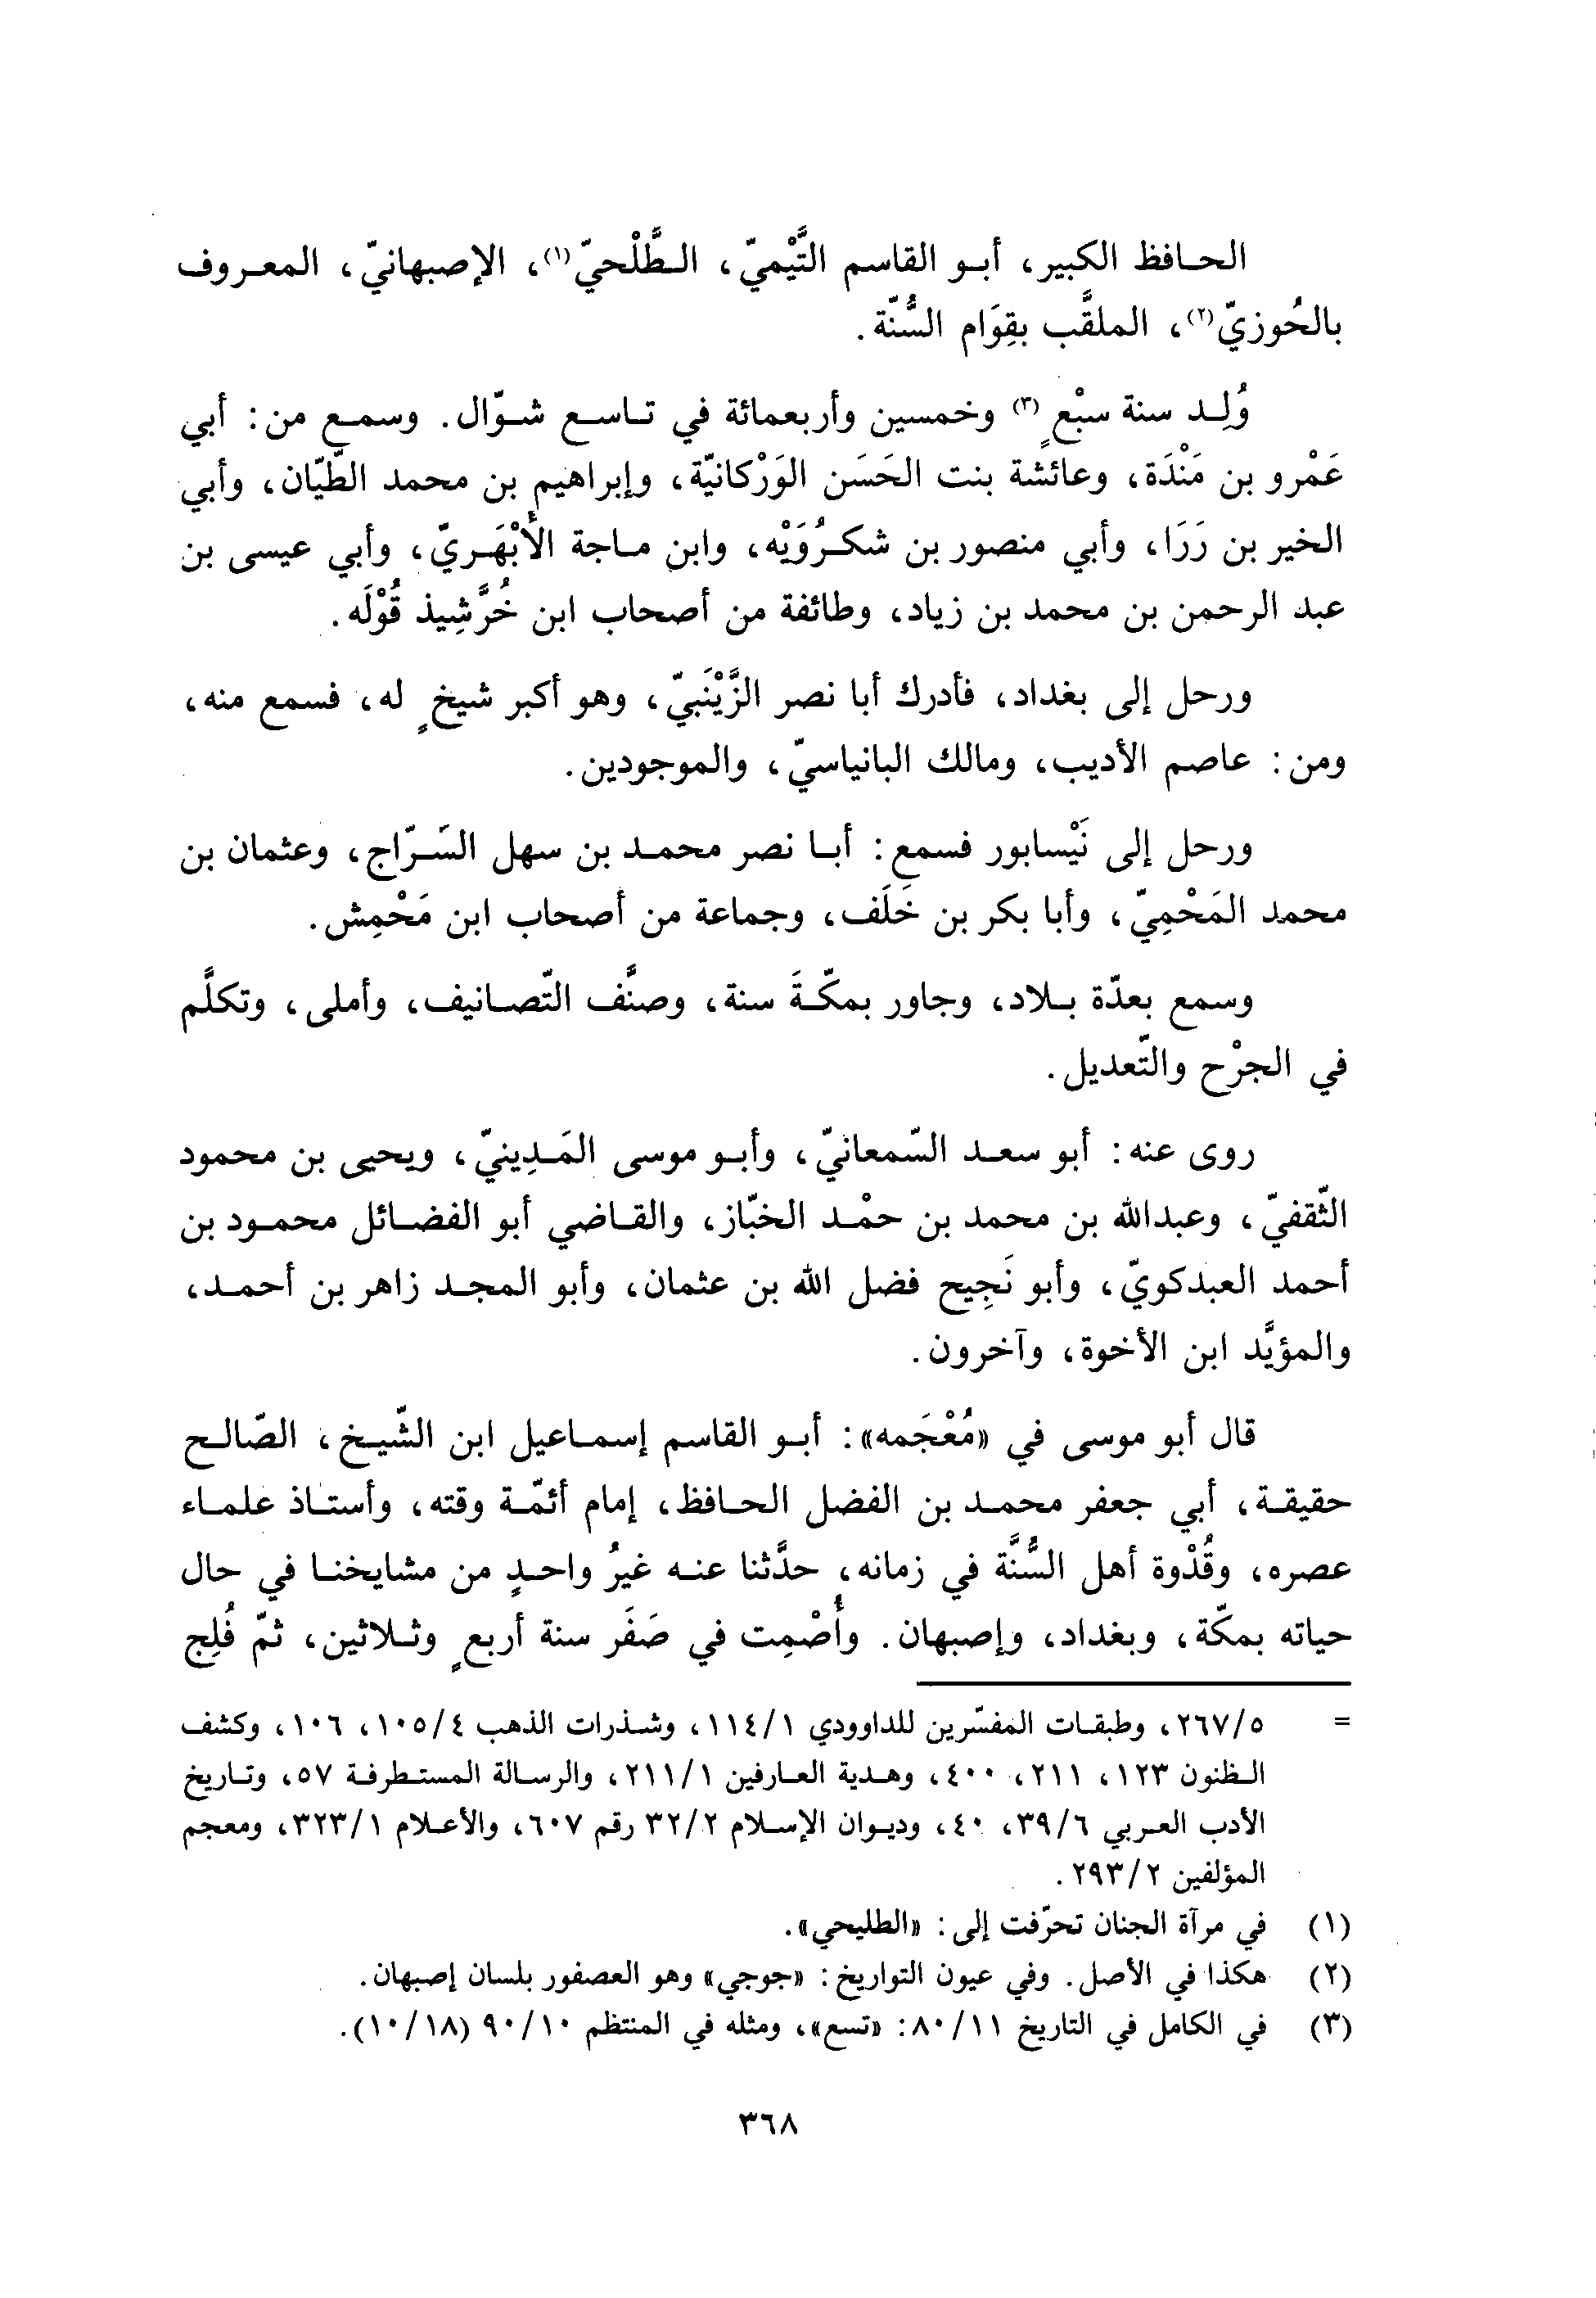 الحافظ الكبير، أبو القاسم التَّيْميّ، الطَّلْحيّ(١)، الإصبهانيّ، المعروف
بالحُوزيّ(٢)، الملقَّب بقِوَام السُّنّة.
وُلِد سنة سبْعٍ(٣) وخمسين وأربعمائة في تاسع شوّال. وسمع من: أبي
عَمْرو بن مَنْدَة، وعائشة بنت الحَسَن الوَرْكانيّة، وإبراهيم بن محمد الطّيّان، وأبي
الخير بن رَرَا، وأبي منصور بن شكرُوَيْه، وابن ماجة الأَبْهَريّ، وأبي عيسى بن
عبد الرحمن بن محمد بن زياد، وطائفة من أصحاب ابن خُرَّشِيذ قُوْلَه.
ورحل إلى بغداد، فأدرك أبا نصر الزَّيْنَبيّ، وهو أكبر شيخٍ له، فسمع منه،
ومن: عاصم الأديب، ومالك البانياسيّ، والموجودين.
ورحل إلى نَيْسابور فسمع: أبا نصر محمد بن سهل السّرّاج، وعثمان بن
محمد المَحْمِيّ، وأبا بكر بن خَلَف، وجماعة من أصحاب ابن مَحْمِش.
وسمع بعدّة بلاد، وجاور بمكّةَ سنة، وصنَّف التّصانيف، وأملى، وتكلَّم
في الجرْح والتّعديل.
روى عنه: أبو سعد السّمعانيّ، وأبو موسى المَدِينيّ، ويحيى بن محمود
الثّقفيّ، وعبدالله بن محمد بن حمْد الخبّاز، والقاضي أبو الفضائل محمود بن
أحمد العبدكويّ، وأبو نَجِيح فضل الله بن عثمان، وأبو المجد زاهر بن أحمد،
والمؤيَّد ابن الأخوة، وآخرون.
قال أبو موسى في «مُعْجَمه»: أبو القاسم إسماعيل ابن الشّيخ، الصّالح
حقيقة، أبي جعفر محمد بن الفضل الحافظ، إمام أئمّة وقته، وأستاذ علماء
عصره، وقُدْوة أهل السُّنَّة في زمانه، حدَّثنا عنه غيرُ واحدٍ من مشايخنا في حال
حياته بمكّة، وبغداد، وإصبهان. وأُصْمِت في صَفَر سنة أربعٍ وثلاثين، ثمّ فُلِج
= ٢٦٧/٥، وطبقات المفسّرين للداوودي ١١٤/١، وشذرات الذهب ١٠٥/٤، ١٠٦، وكشف
الظنون ١٢٣، ٢١١، ٤٠٠، وهدية العارفين ٢١١/١، والرسالة المستطرفة ٥٧، وتاريخ
الأدب العربي ٣٩/٦، ٤٠، وديوان الإسلام ٣٢/٢ رقم ٦٠٧، والأعلام ٣٢٣/١، ومعجم
المؤلفين ٢٩٣/٢.
(١) في مرآة الجنان تحرّفت إلى: «الطليحي».
(٢) هكذا في الأصل. وفي عيون التواريخ: «جوجي» وهو العصفور بلسان إصبهان.
(٣) في الكامل في التاريخ ٨٠/١١: «تسع»، ومثله في المنتظم ٩٠/١٠ (١٠/١٨).
٣٦٨